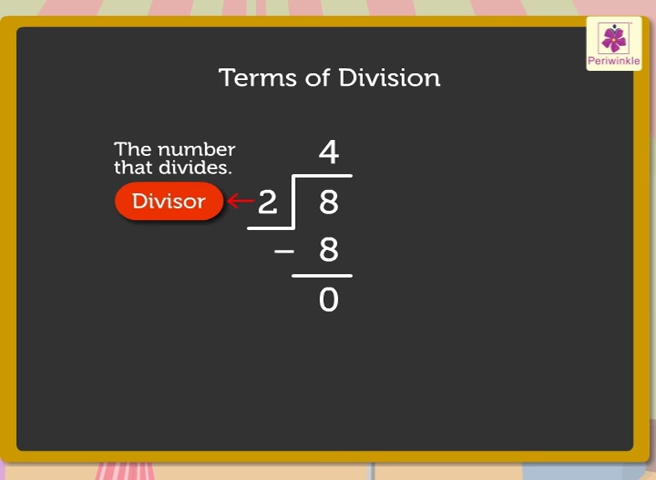 Periwinkle
Terms of Division
The number
that divides.
Divisor
4
2 8
− 8
0